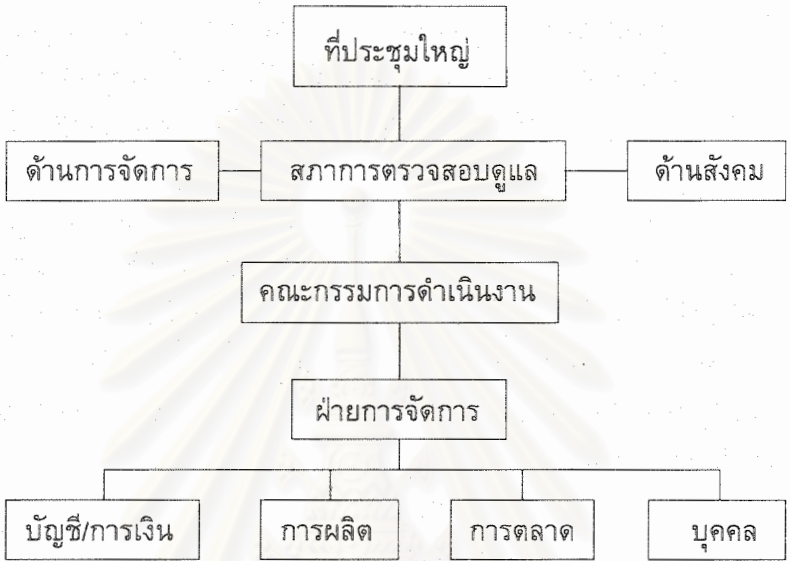 ที่ประชุมใหญ่
ด้านการจัดการ
สภาการตรวจสอบดูแล
ด้านสังคม
คณะกรรมการดำเนินงาน
ฝ่ายการจัดการ
บัญชี/การเงิน
การผลิต
การตลาด
บุคคล